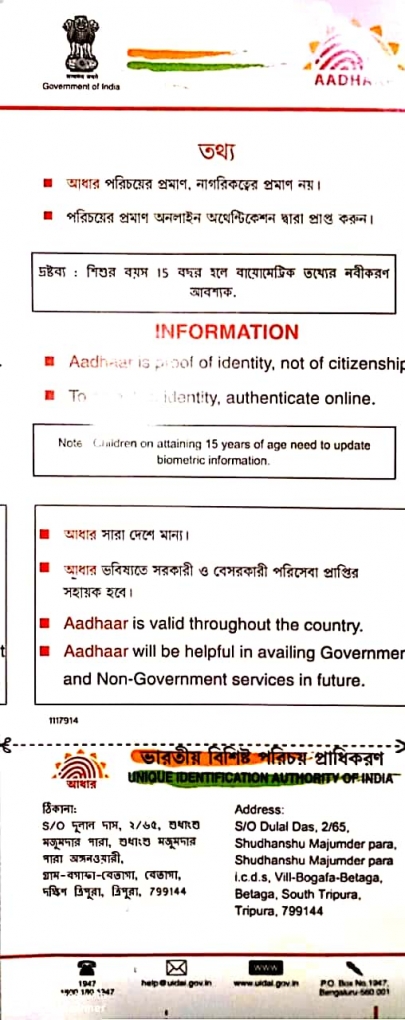 सत्यमेव जयते
Government of India
AADHA
তথ্য
আধার পরিচয়ের প্রমাণ, নাগরিকত্বের প্রমাণ নয়।
পরিচয়ের প্রমাণ অনলাইন অথেন্টিকেশন দ্বারা প্রাপ্ত করুন।
দ্রষ্টব্য : শিশুর বয়স 15 বছর হলে বায়োমেট্রিক তথ্যের নবীকরণ
আবশ্যক.
INFORMATION
Aadhaar is proof of identity, not of citizenship
To identity, authenticate online.
Note Children on attaining 15 years of age need to update
biometric information.
আধার সারা দেশে মান্য।
আধার ভবিষ্যতে সরকারী ও বেসরকারী পরিসেবা প্রাপ্তির
সহায়ক হবে।
Aadhaar is valid throughout the country.
Aadhaar will be helpful in availing Governmen
and Non-Government services in future.
1117914
ভারতীয় বিশিষ্ট পরিচয় প্রাধিকরণ
UNIQUE IDENTIFICATION AUTHORITY OF INDIA
আধার
ঠিকানা:
S/O দুলাল দাস, ২/৬৫, শুধাংশু
মজুমদার পারা, শুধাংশু মজুমদার
পারা অঙ্গনওয়ারী,
গ্রাম-বগাফা-বেতাগা, বেতাগা,
দক্ষিণ ত্রিপুরা, ত্রিপুরা, 799144
Address:
S/O Dulal Das, 2/65,
Shudhanshu Majumder para,
Shudhanshu Majumder para
i.c.d.s, Vill-Bogafa-Betaga,
Betaga, South Tripura,
Tripura, 799144
1947
1800 180 1947
help@uidai.gov.in
www
www.uidai.gov.in
P.O. Box No.1947,
Bengaluru-560 001